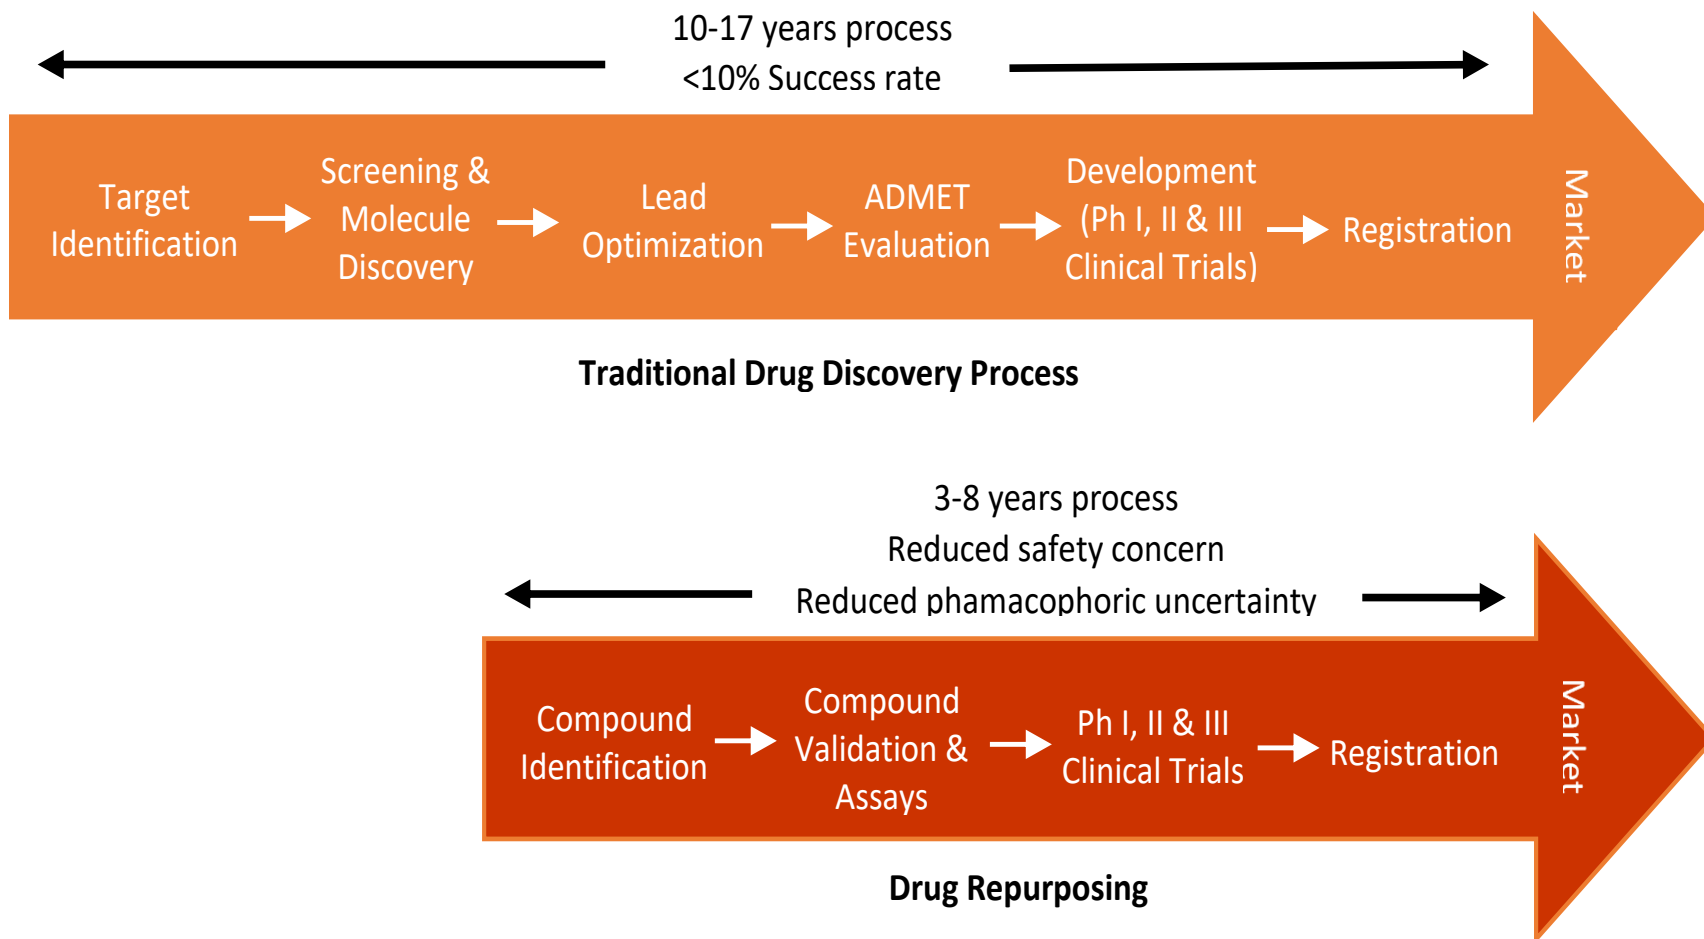 10-17 years process
<10% Success rate
Target
Identification
Screening &
Molecule
Discovery
Lead
Optimization
ADMET
Evaluation
Development
(Ph I, II & III
Clinical Trials)
Registration
Market
Traditional Drug Discovery Process
3-8 years process
Reduced safety concern
Reduced phamacophoric uncertainty
Compound
Identification
Compound
Validation &
Assays
Ph I, II & III
Clinical Trials
Registration
Market
Drug Repurposing